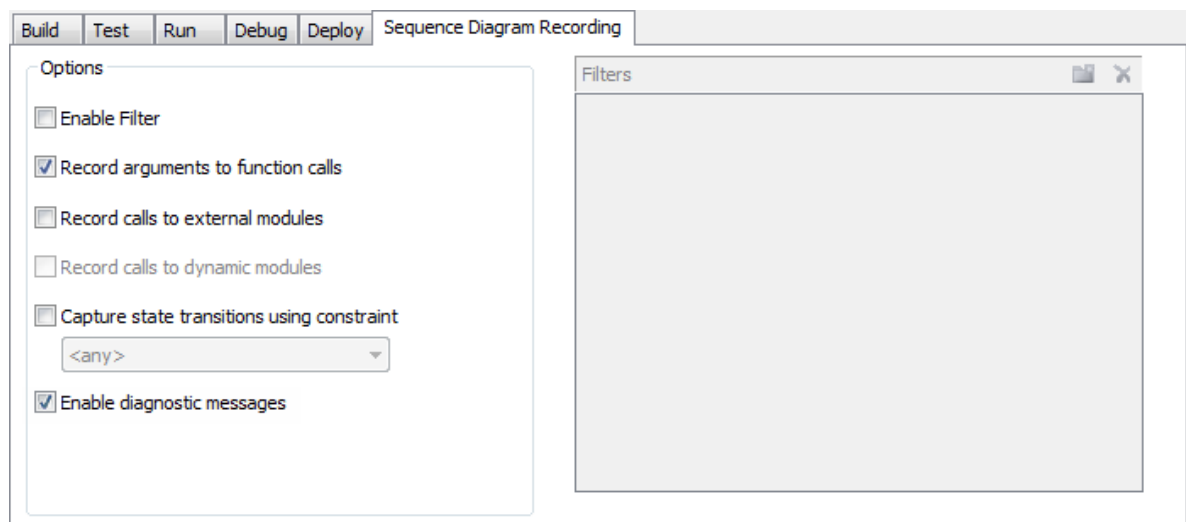 Build Test Run Debug Deploy Sequence Diagram Recording
Options
Filters
Enable Filter
Record arguments to function calls
Record calls to external modules
Record calls to dynamic modules
Capture state transitions using constraint
<any>
Enable diagnostic messages